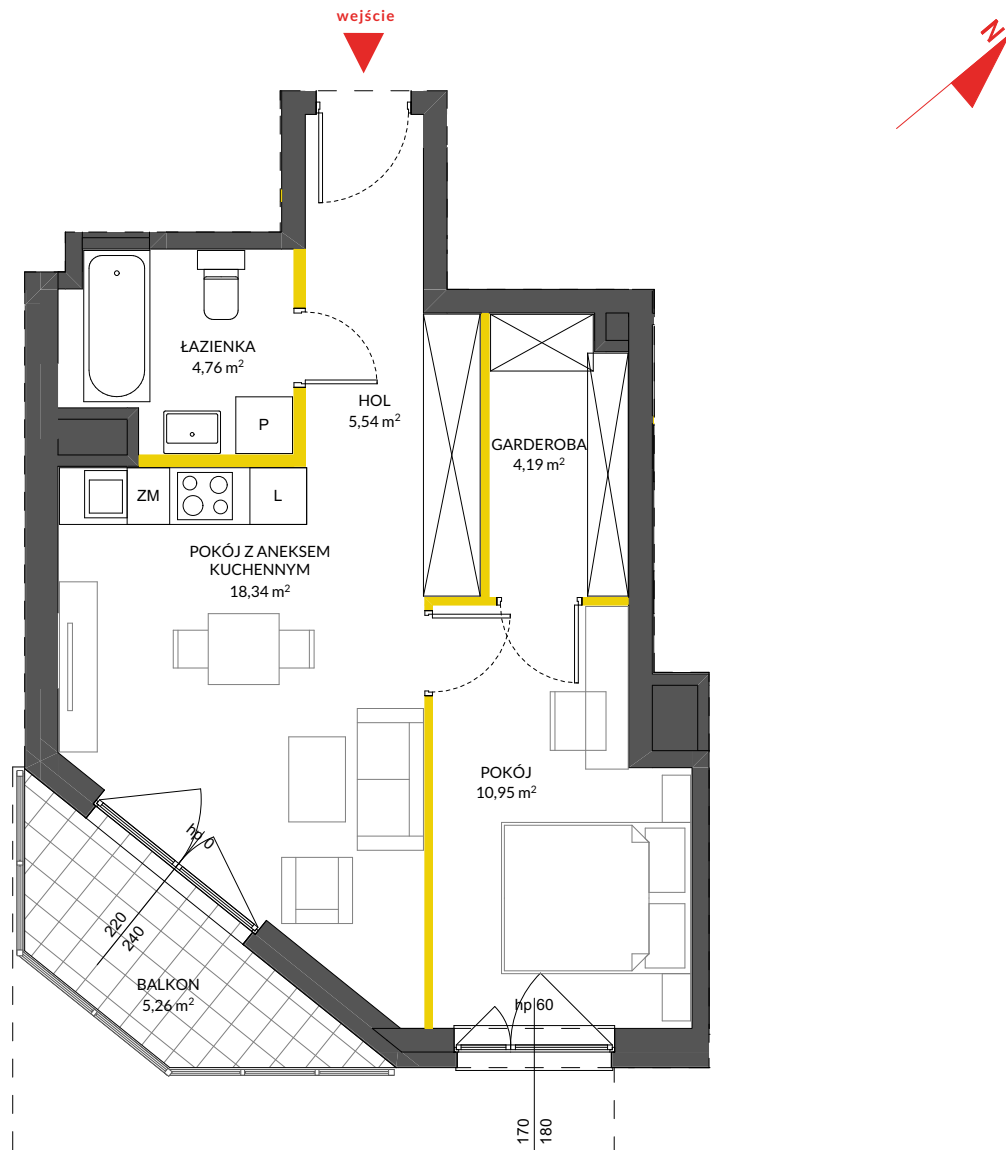 wejście
N
ŁAZIENKA
4,76 m²
HOL
5,54 m²
P
GARDEROBA
4,19 m²
ZM
L
POKÓJ Z ANEKSEM
KUCHENNYM
18,34 m²
POKÓJ
10,95 m²
hp 0
220
240
BALKON
5,26 m²
hp 60
170
180